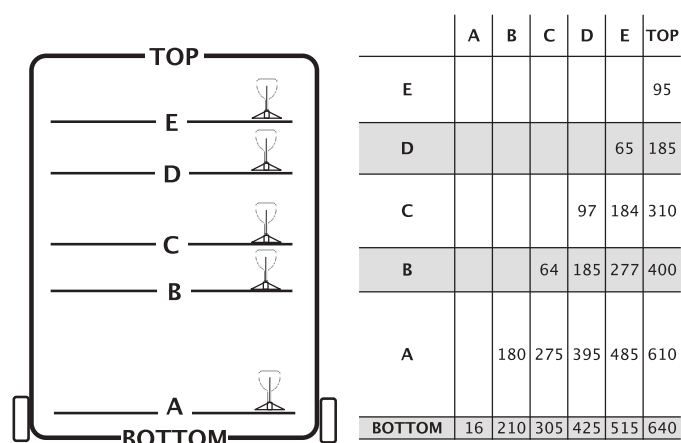 TOP
E
D
C
B
A
BOTTOM
A B C D E TOP
E 95
D 65 185
C 97 184 310
B 64 185 277 400
A 180 275 395 485 610
BOTTOM 16 210 305 425 515 640